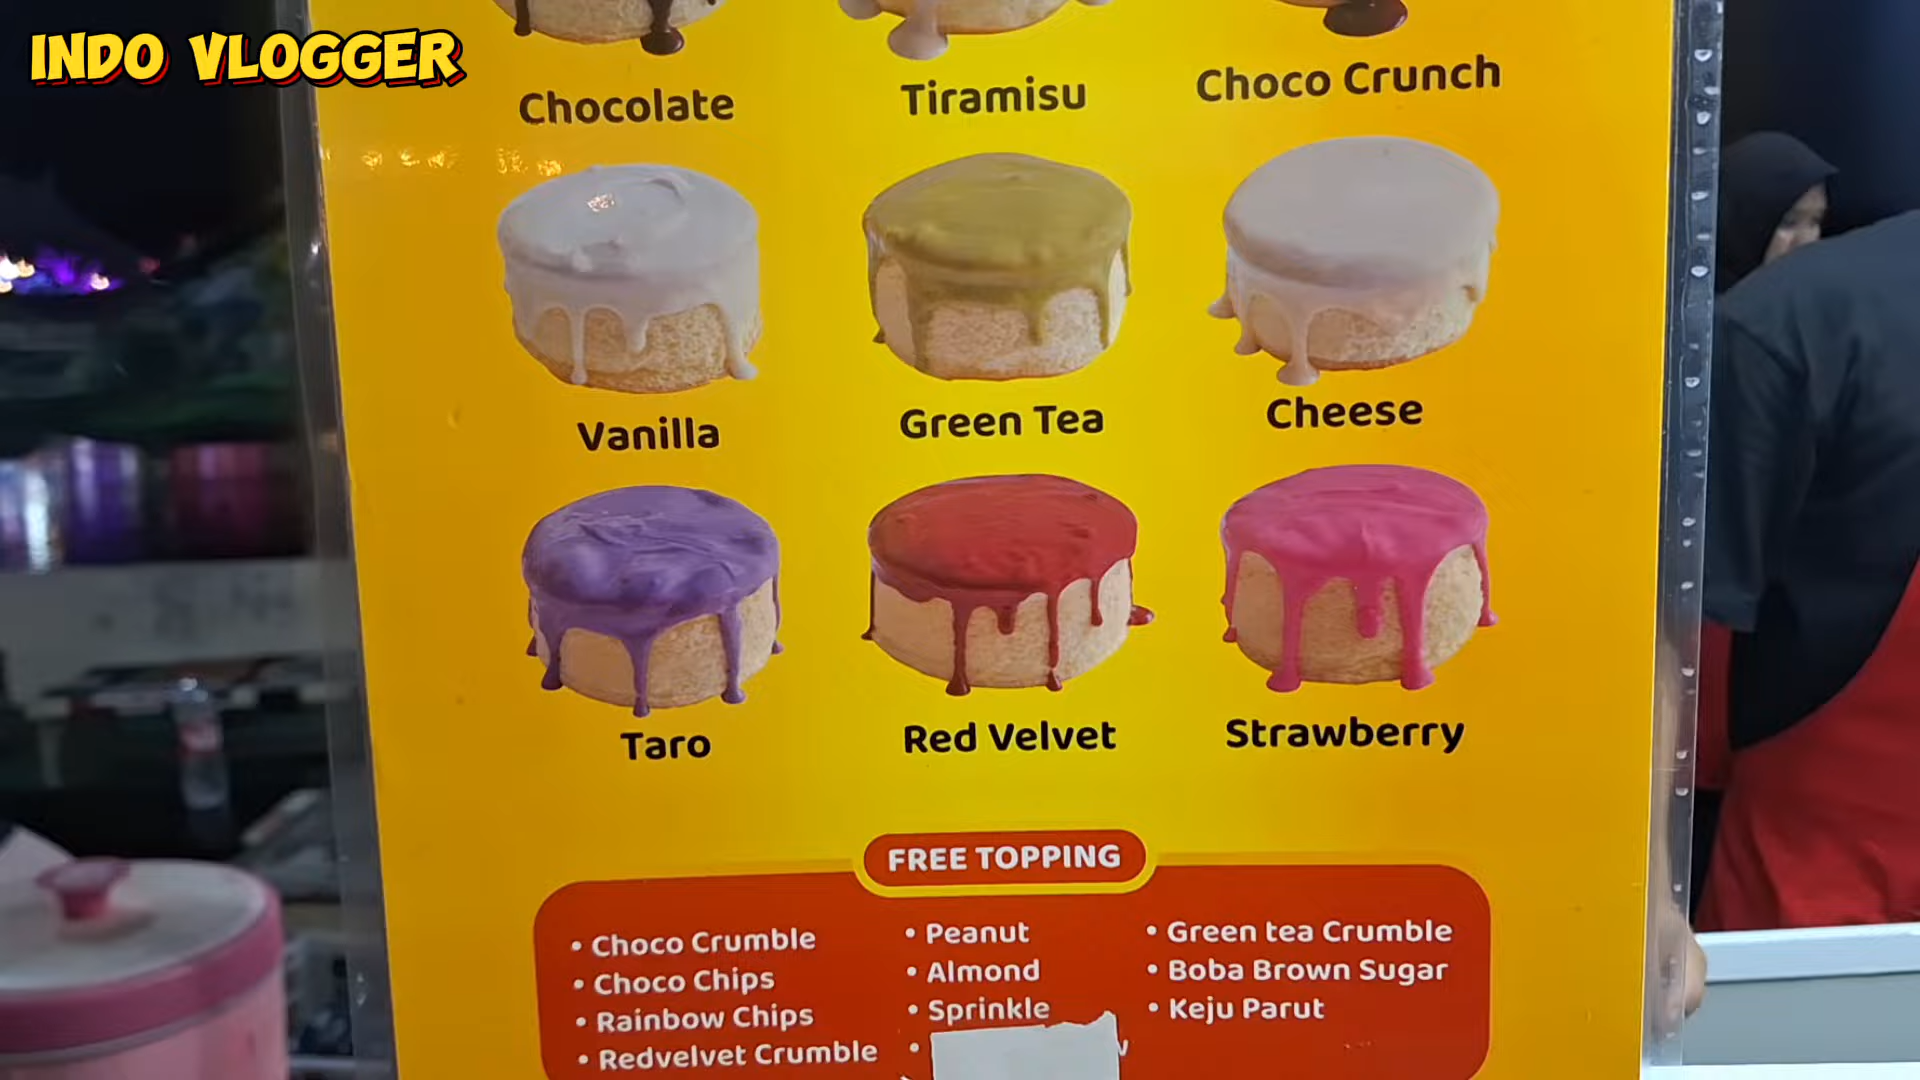 INDO VLOGGER
Chocolate
Tiramisu
Choco Crunch
Vanilla
Green Tea
Cheese
Taro
Red Velvet
Strawberry
FREE TOPPING
• Choco Crumble
• Choco Chips
• Rainbow Chips
• Redvelvet Crumble
• Peanut
• Almond
• Sprinkle
• Green tea Crumble
• Boba Brown Sugar
• Keju Parut